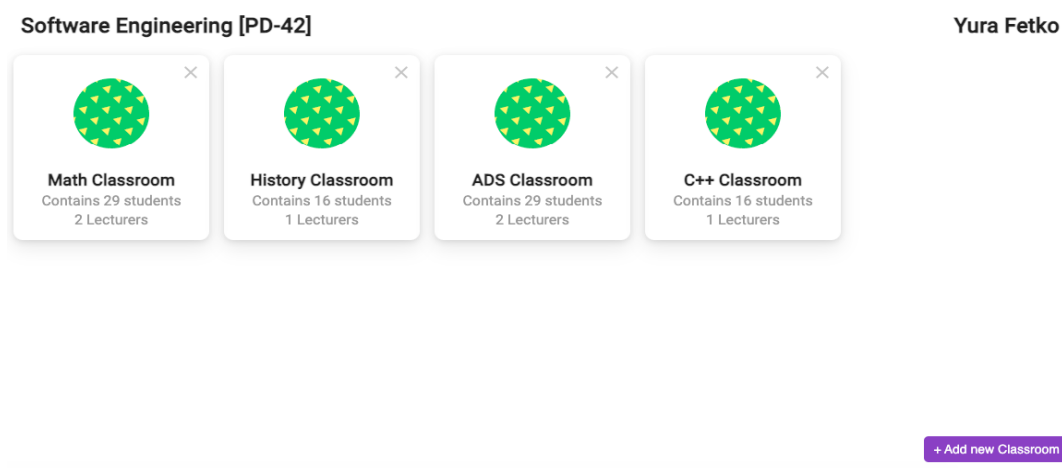 Software Engineering [PD-42]
Yura Fetko
Math Classroom
Contains 29 students
2 Lecturers
History Classroom
Contains 16 students
1 Lecturers
ADS Classroom
Contains 29 students
2 Lecturers
C++ Classroom
Contains 16 students
1 Lecturers
+ Add new Classroom